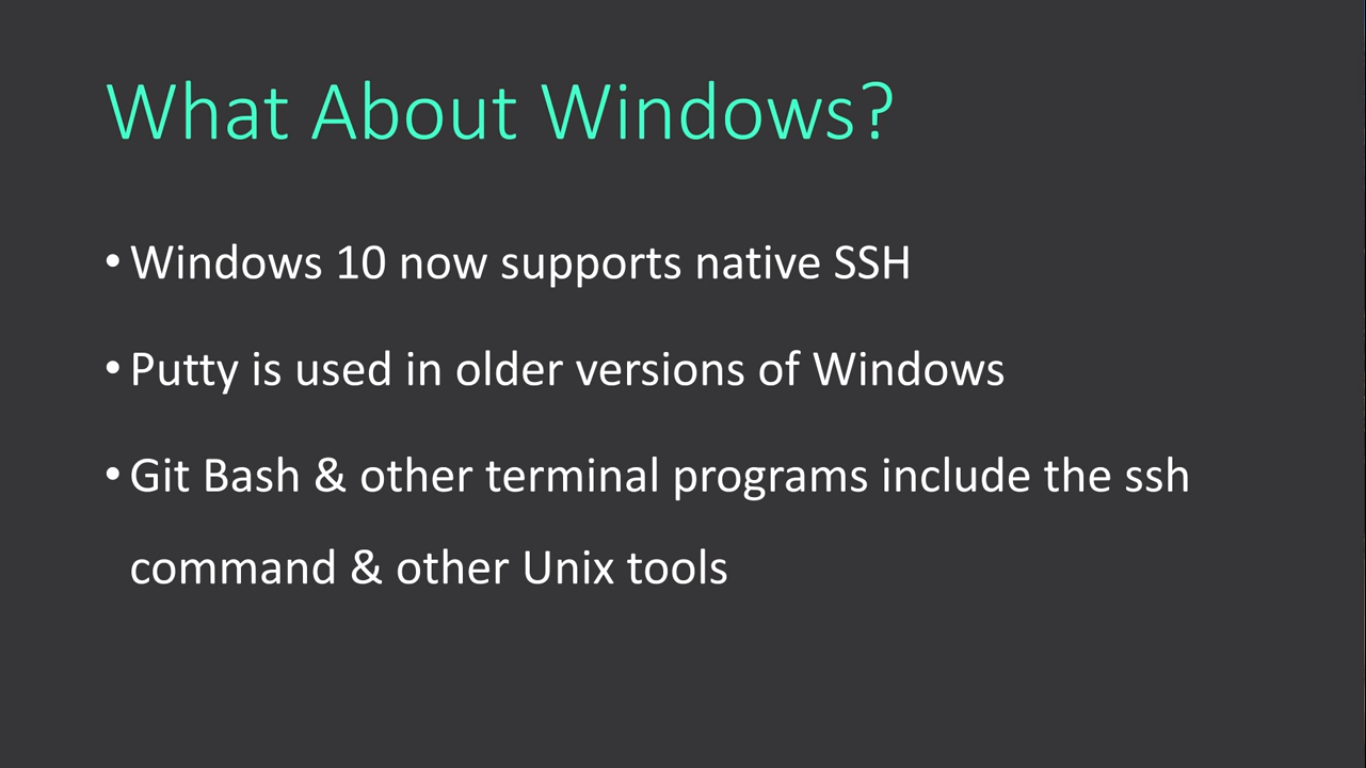 What About Windows?
• Windows 10 now supports native SSH
• Putty is used in older versions of Windows
• Git Bash & other terminal programs include the ssh
command & other Unix tools